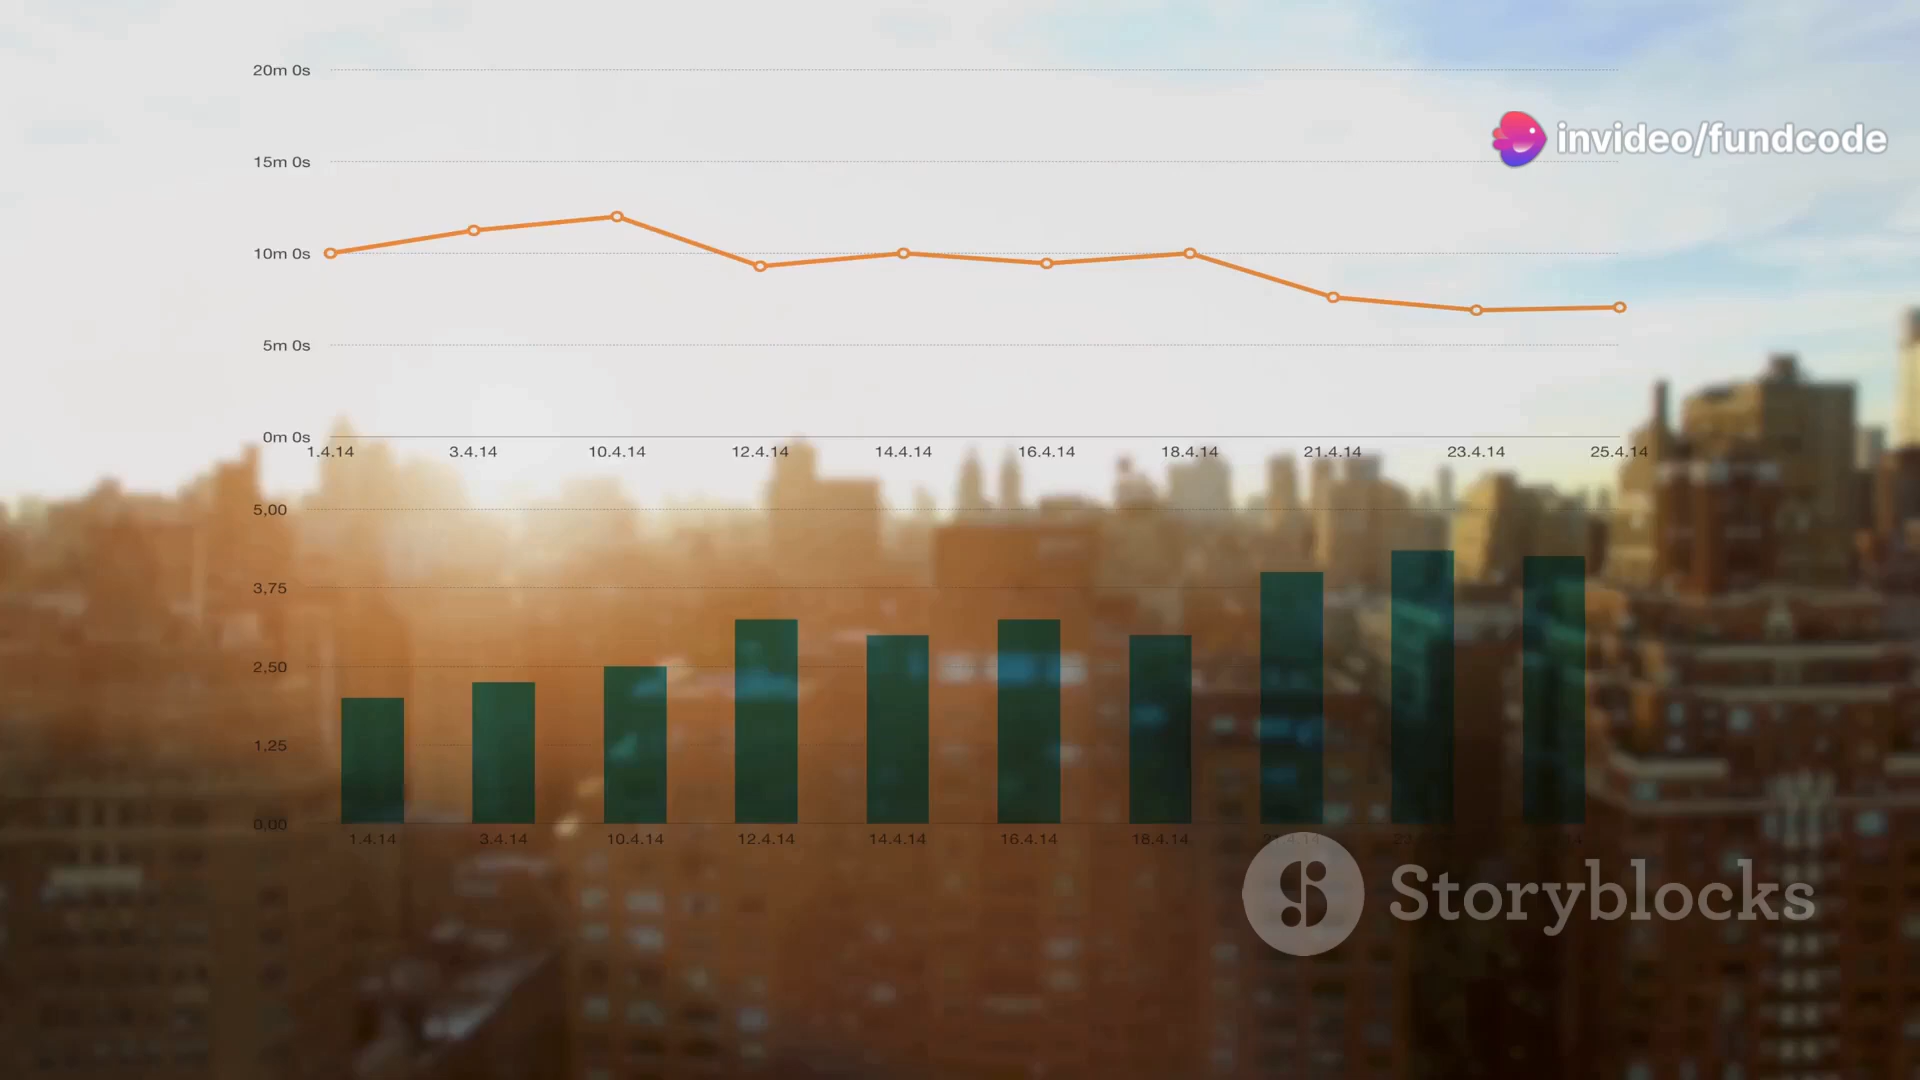 20m 0s
invideo/fundcode
15m 0s
10m 0s
5m 0s
0m 0s
1.4.14 3.4.14 10.4.14 12.4.14 14.4.14 16.4.14 18.4.14 21.4.14 23.4.14 25.4.14
5,00
3,75
2,50
1,25
0,00
1.4.14 3.4.14 10.4.14 12.4.14 14.4.14 16.4.14 18.4.14 21.4.14
Storyblocks